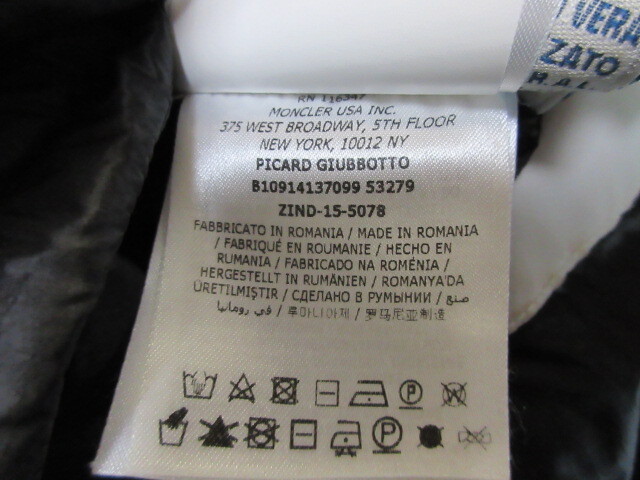 VERA
ZATO
RN 116347
MONCLER USA INC.
375 WEST BROADWAY, 5TH FLOOR
NEW YORK, 10012 NY
PICARD GIUBBOTTO
B10914137099 53279
ZIND-15-5078
FABBRICATO IN ROMANIA / MADE IN ROMANIA
/ FABRIQUÉ EN ROUMANIE / HECHO EN
RUMANIA / FABRICADO NA ROMÉNIA /
HERGESTELLT IN RUMÄNIEN / ROMANYA'DA
ÜRETILMIŞTIR / СДЕЛАНО В РУМЫНИИ / صنع
في رومانيا / 루마니아제 / 罗马尼亚制造
P
P